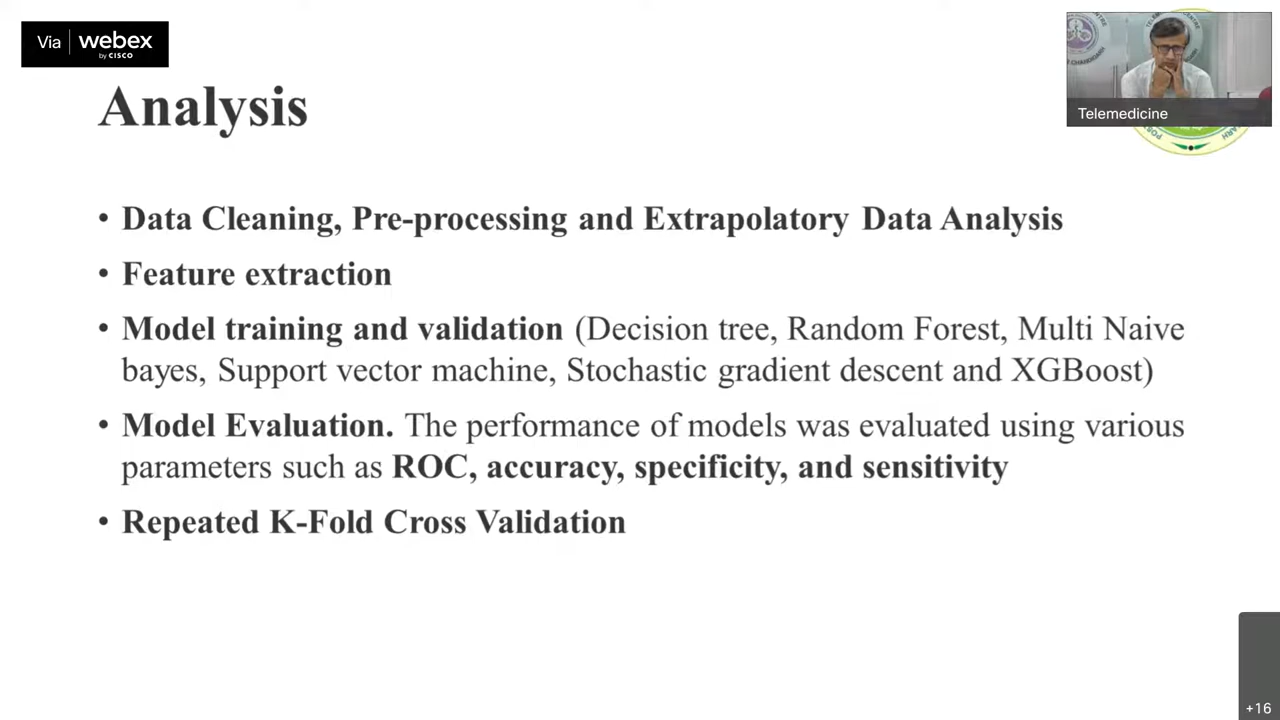 Via webex
by CISCO
Telemedicine
Analysis
• Data Cleaning, Pre-processing and Extrapolatory Data Analysis
• Feature extraction
• Model training and validation (Decision tree, Random Forest, Multi Naive
bayes, Support vector machine, Stochastic gradient descent and XGBoost)
• Model Evaluation. The performance of models was evaluated using various
parameters such as ROC, accuracy, specificity, and sensitivity
• Repeated K-Fold Cross Validation
+16